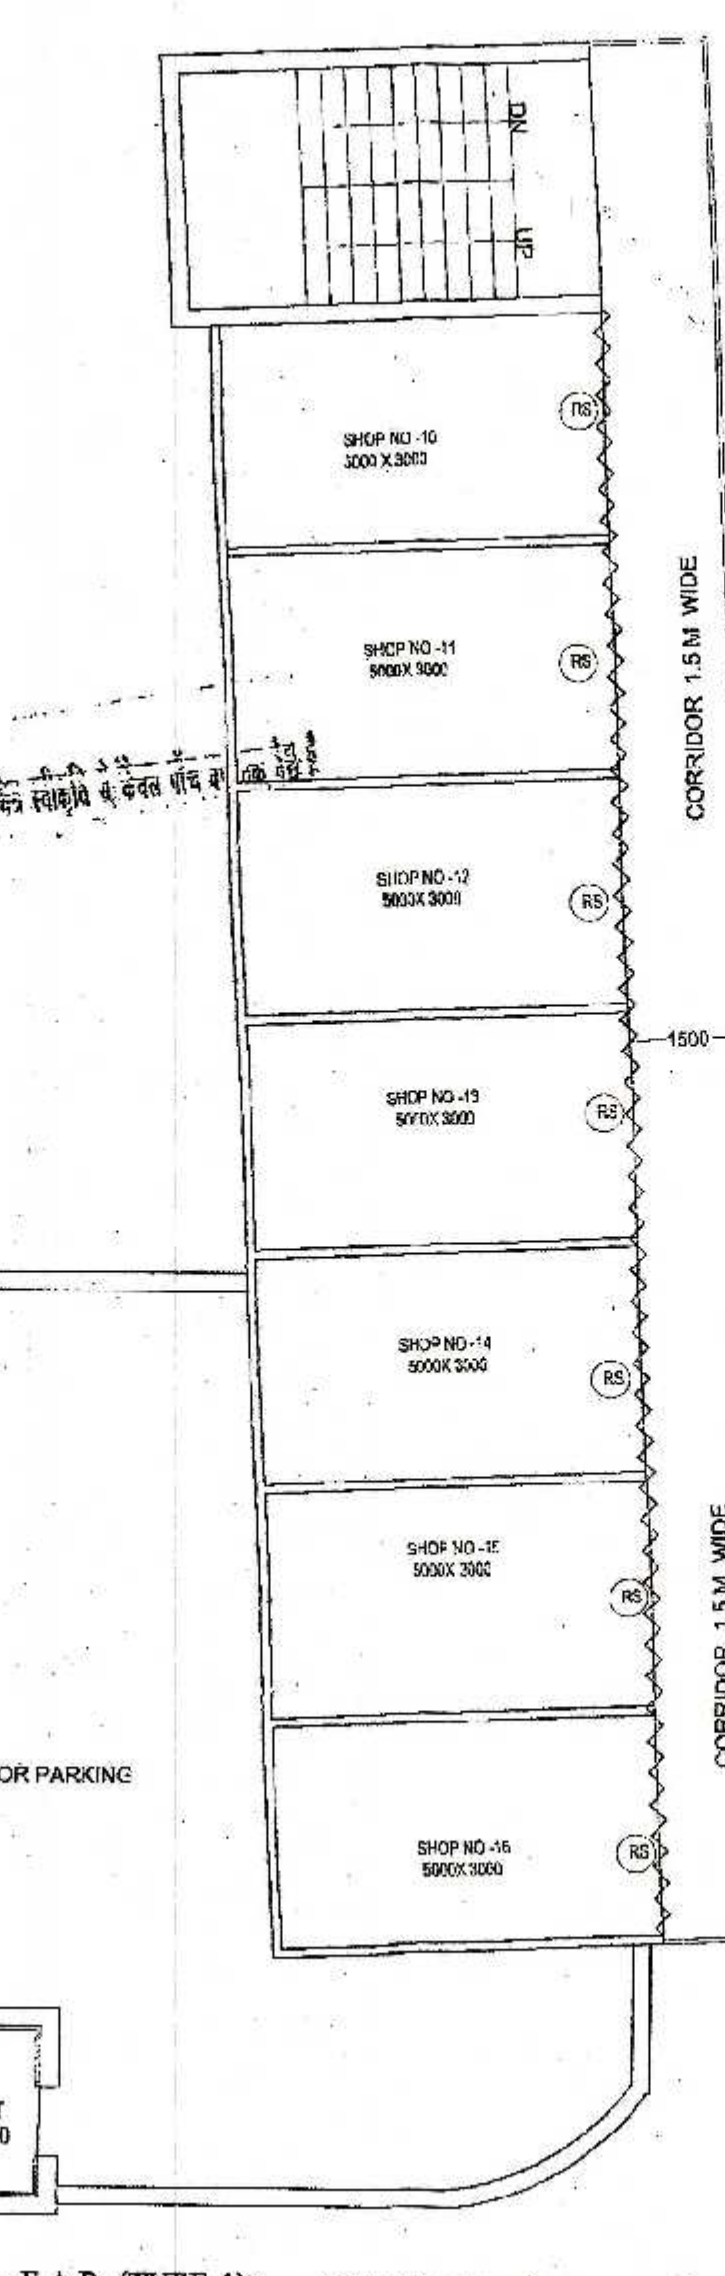 DN
UP
RS
SHOP NO -10
5000 X 3000
CORRIDOR 1.5 M WIDE
SHOP NO -11
5000X 3000
RS
SHOP NO -12
5000X 3000
RS
1500
SHOP NO -13
5000X 3000
RS
SHOP NO -14
5000X 3000
RS
SHOP NO -15
5000X 3000
RS
CORRIDOR 1.5 M WIDE
OR PARKING
SHOP NO -16
5000X 3000
RS